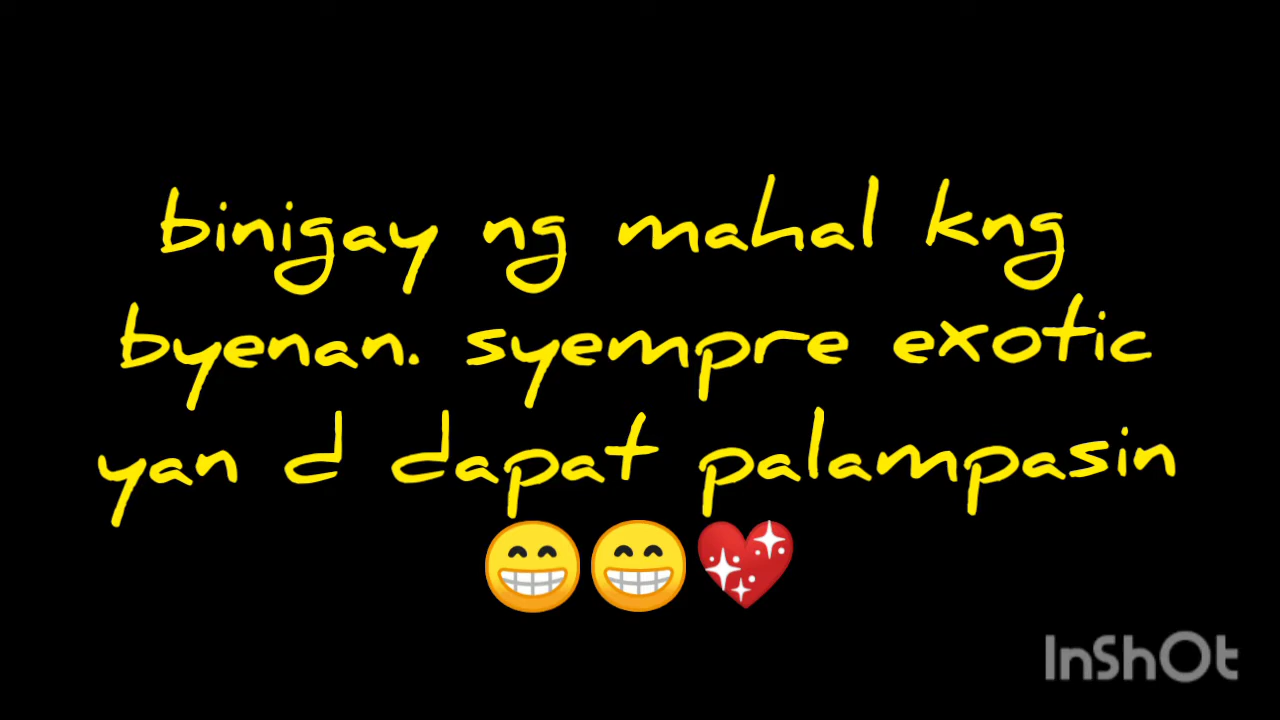 binigay ng mahal kng
byenan. syempre exotic
yan d dapat palampasin
😁😁💖
InShOt